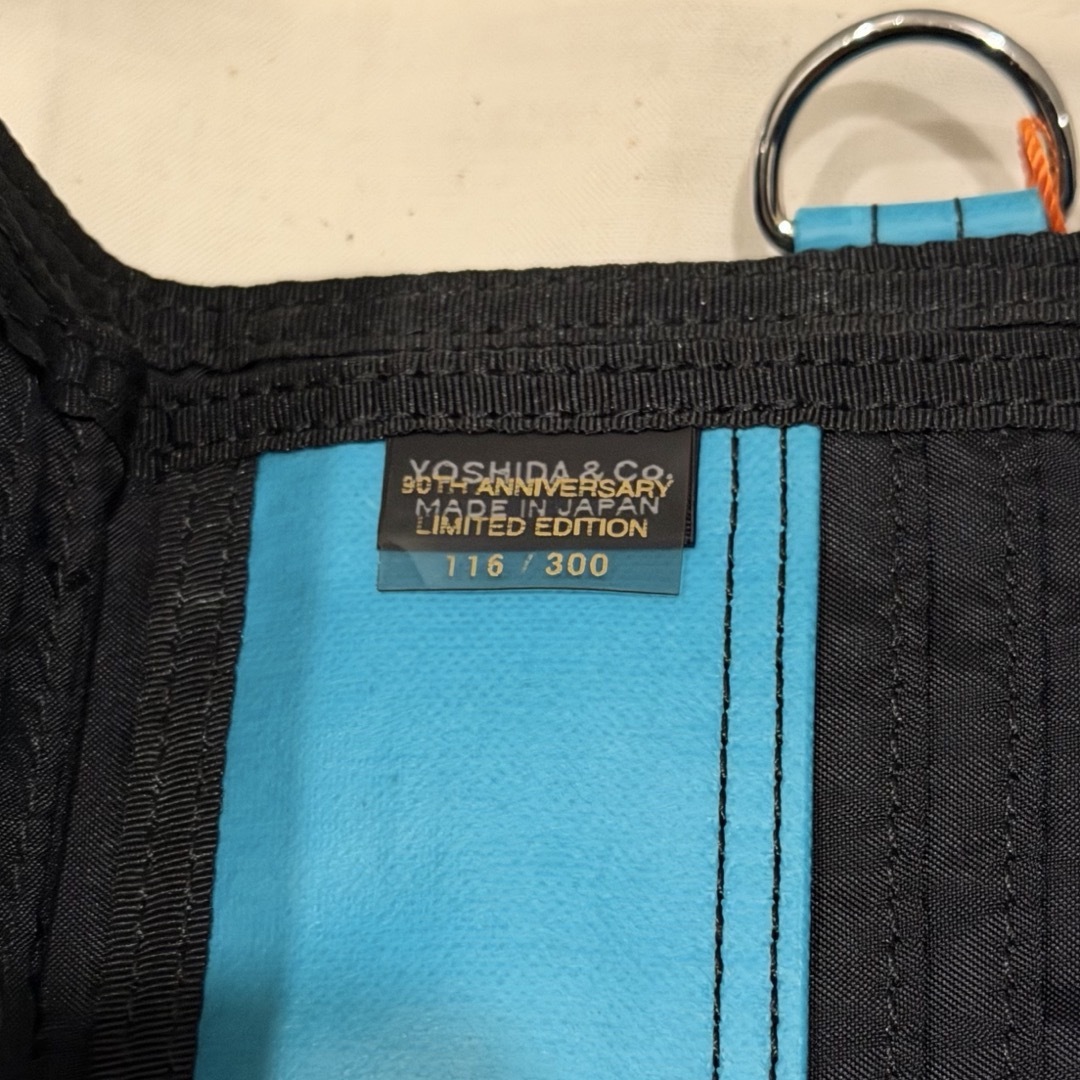 YOSHIDA & Co.
90TH ANNIVERSARY
MADE IN JAPAN
LIMITED EDITION
116 / 300